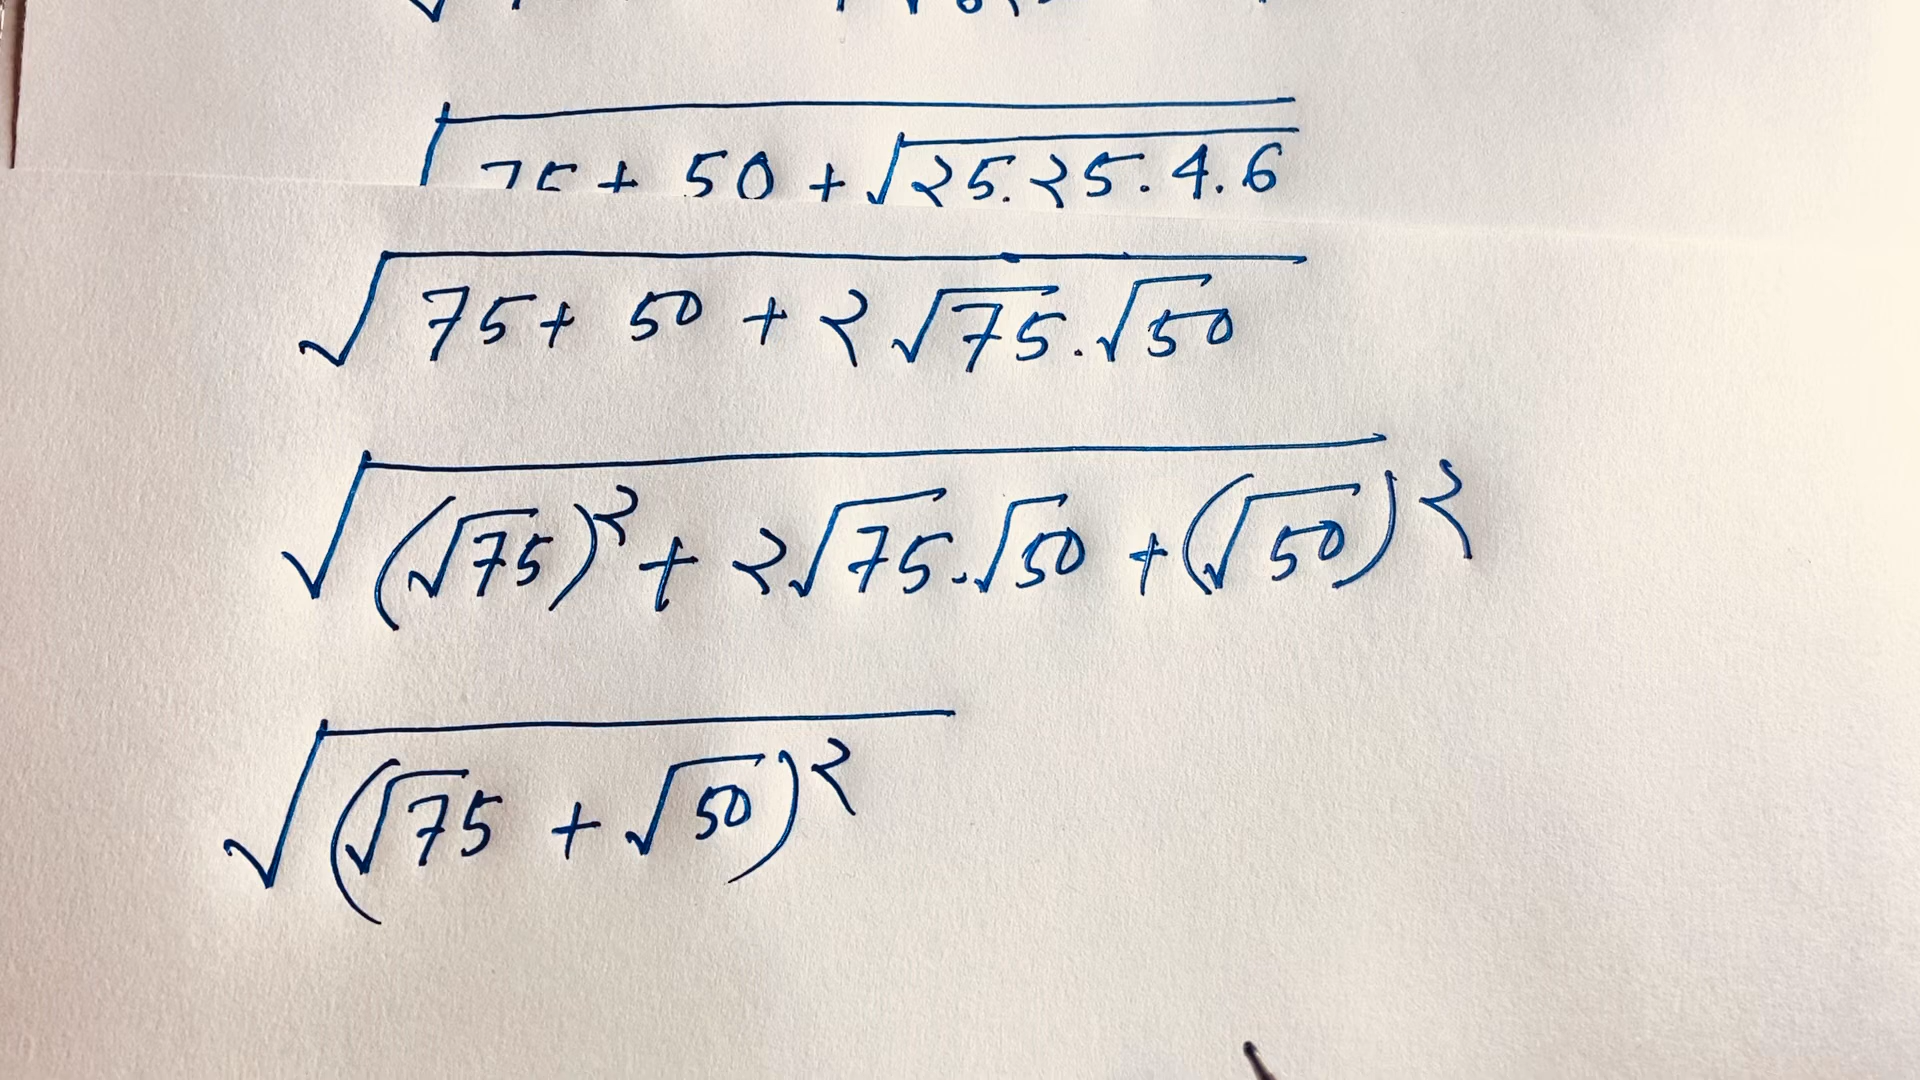 √(75 + 50 + √(25.25.4.6))
√(75 + 50 + 2√75.√50)
√((√75)² + 2√75.√50 + (√50)²)
√((√75 + √50)²)